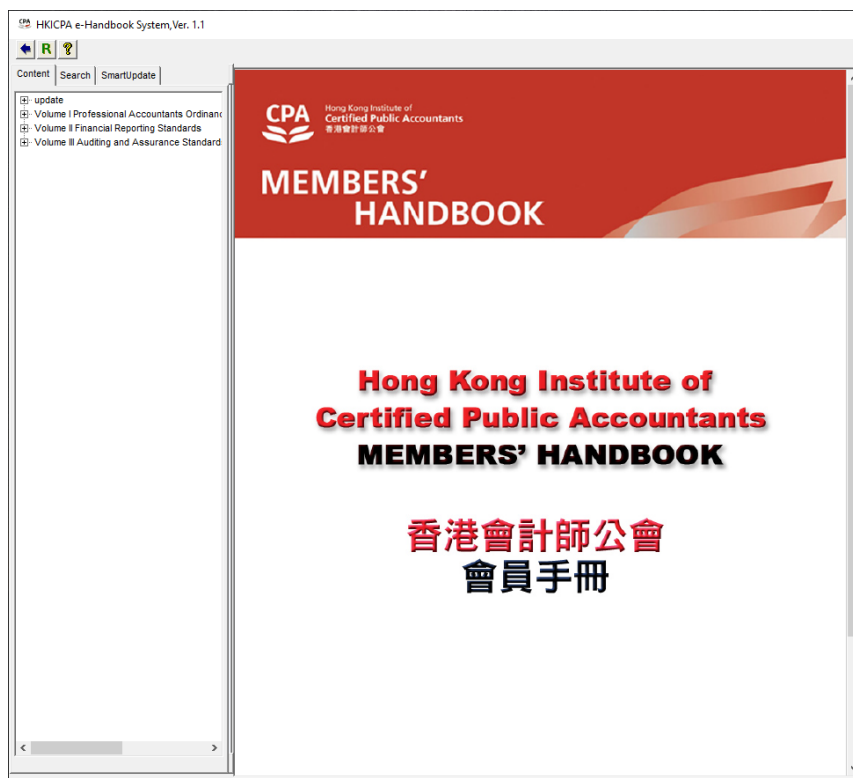 CPA HKICPA e-Handbook System,Ver. 1.1
R ?
Content Search SmartUpdate
update
Volume I Professional Accountants Ordinanc
Volume II Financial Reporting Standards
Volume III Auditing and Assurance Standard
CPA
Hong Kong Institute of
Certified Public Accountants
香港會計師公會
MEMBERS'
HANDBOOK
Hong Kong Institute of
Certified Public Accountants
MEMBERS' HANDBOOK
香港會計師公會
會員手冊